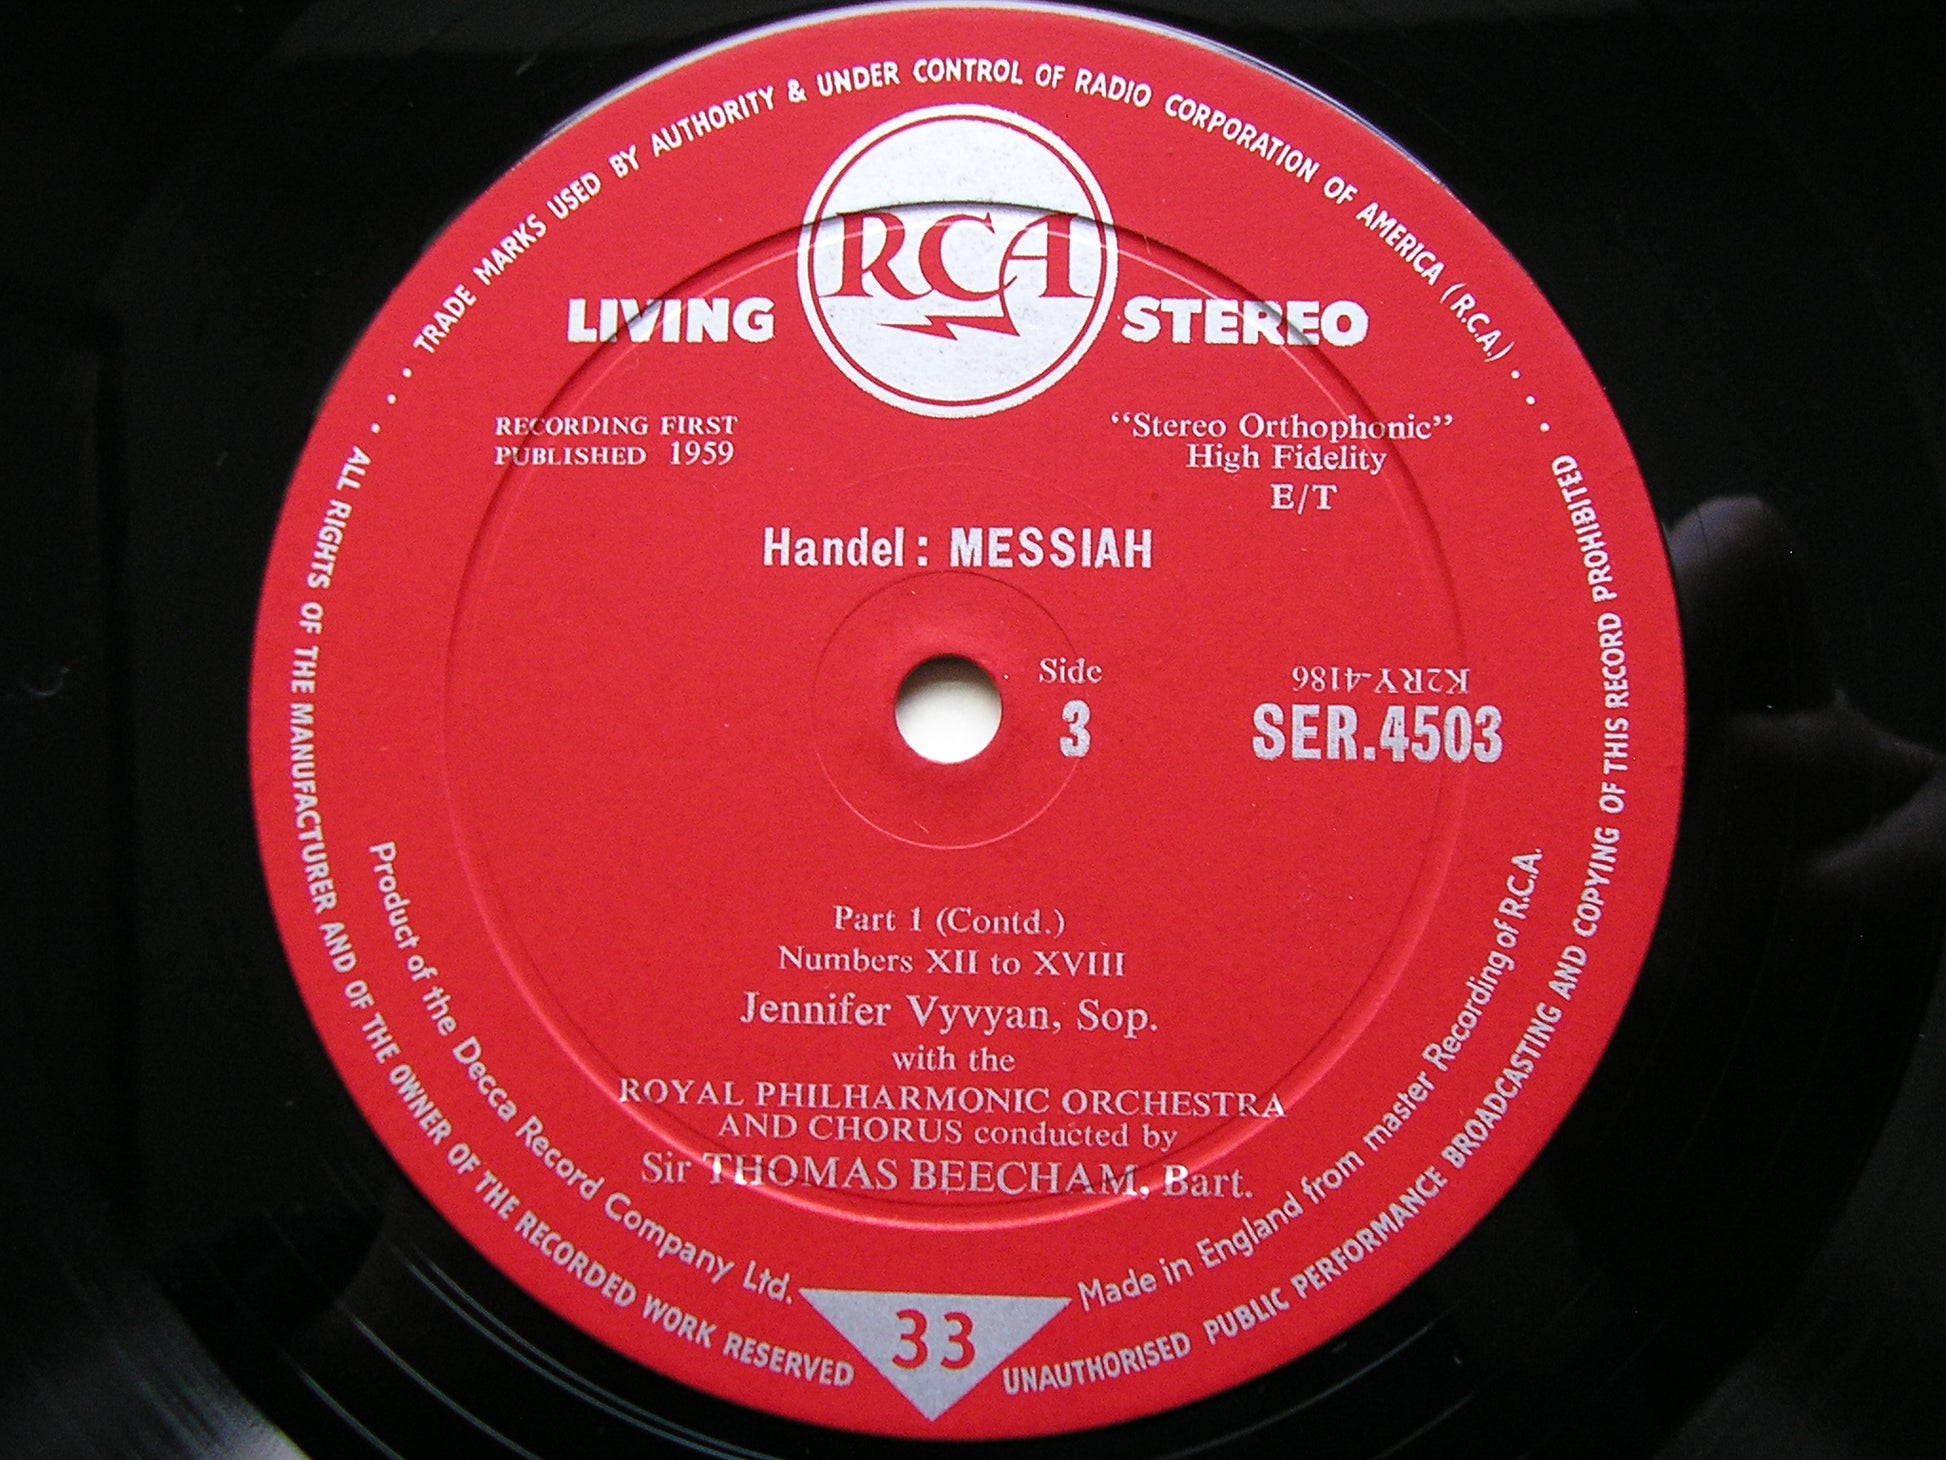 TRADE MARKS USED BY AUTHORITY & UNDER CONTROL OF RADIO CORPORATION OF AMERICA (R.C.A.)
RCA
LIVING STEREO
RECORDING FIRST
PUBLISHED 1959
"Stereo Orthophonic"
High Fidelity
E/T
Handel: MESSIAH
Side
3
K2RY-4186
SER.4503
Part 1 (Contd.)
Numbers XII to XVIII
Jennifer Vyvyan, Sop.
with the
ROYAL PHILHARMONIC ORCHESTRA
AND CHORUS conducted by
Sir THOMAS BEECHAM, Bart.
Product of the Decca Record Company Ltd.
Made in England from master Recording of R.C.A.
33
ALL RIGHTS OF THE MANUFACTURER AND OF THE OWNER OF THE RECORDED WORK RESERVED
UNAUTHORISED PUBLIC PERFORMANCE BROADCASTING AND COPYING OF THIS RECORD PROHIBITED